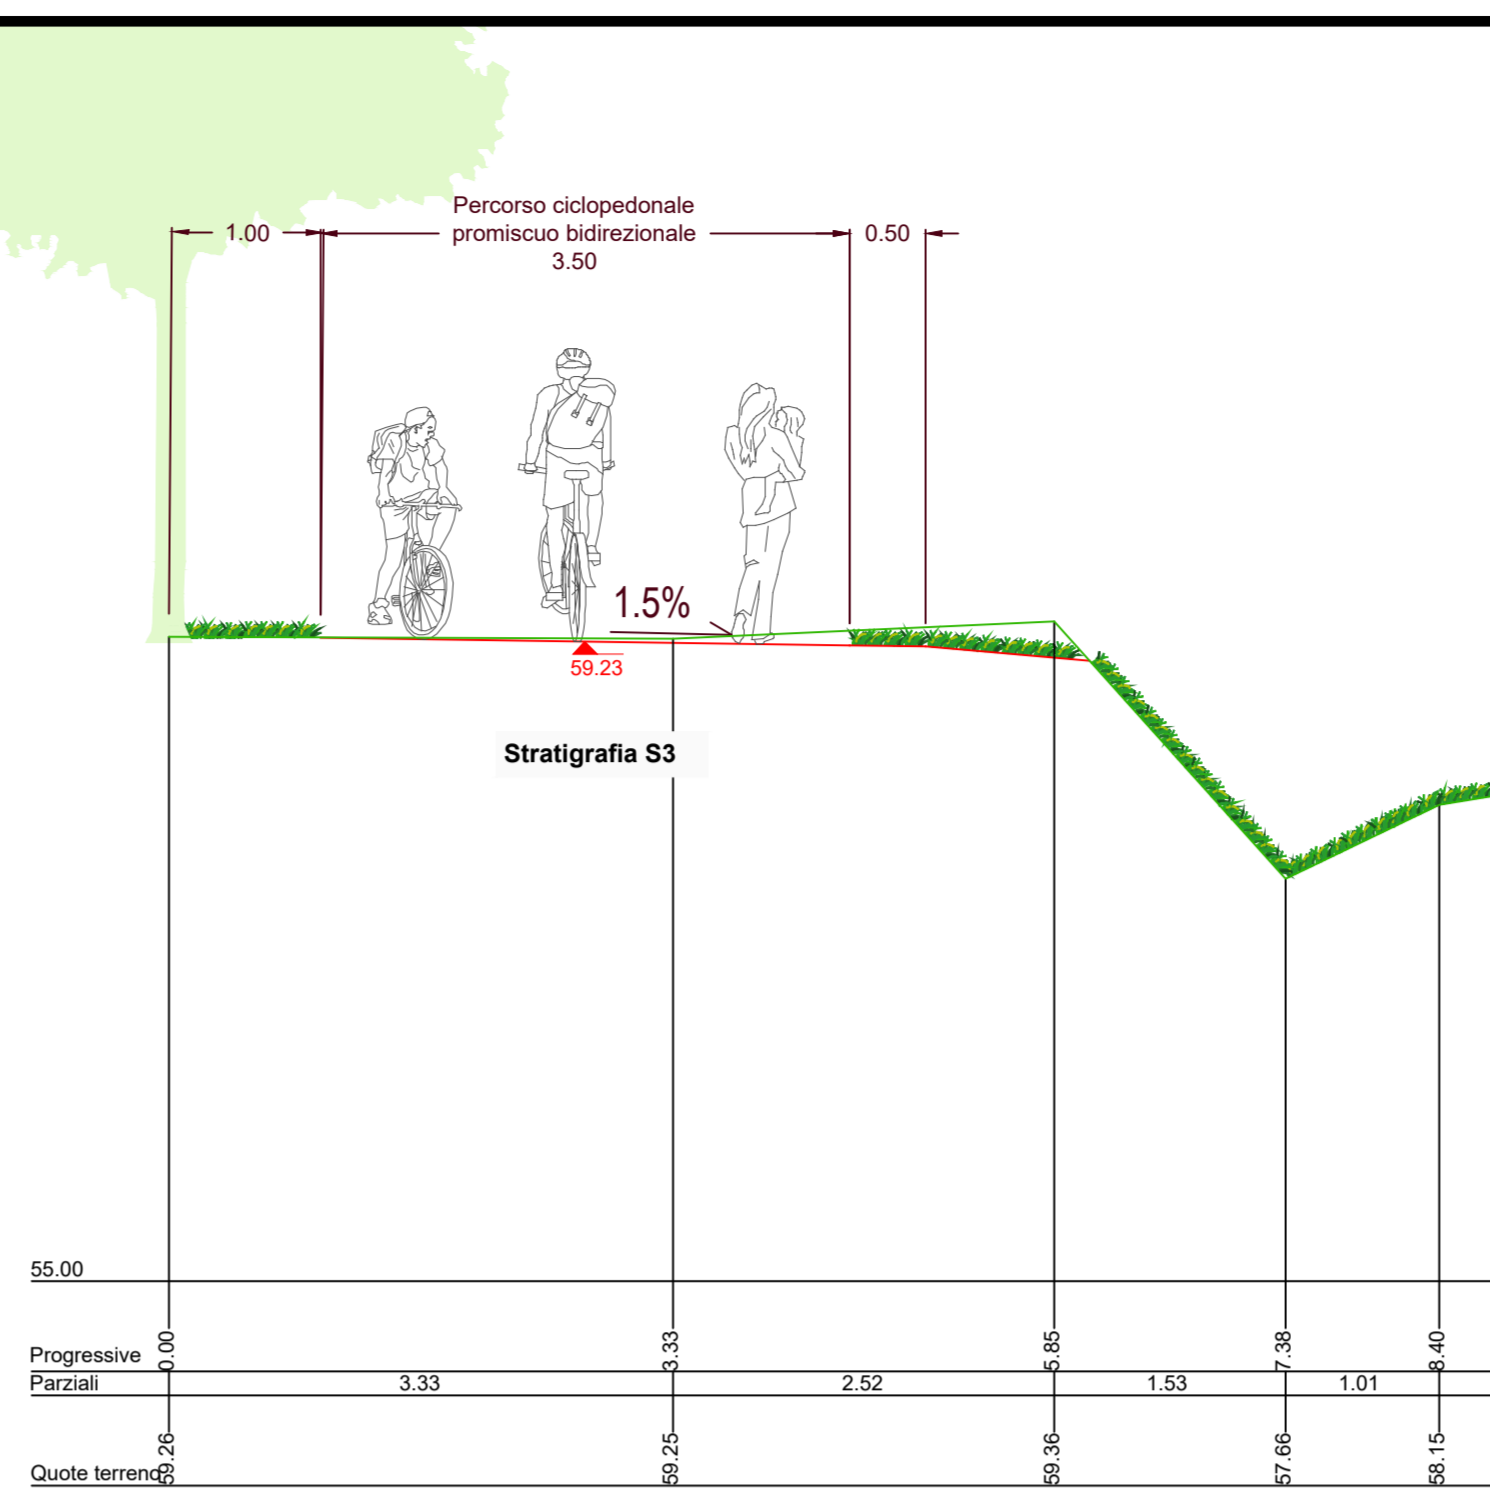 Percorso ciclopedonale
1.00 promiscuo bidirezionale 0.50
3.50
1.5%
59.23
Stratigrafia S3
55.00
Progressive 0.00 3.33 5.85 7.38 8.40
Parziali 3.33 2.52 1.53 1.01
Quote terreno 59.26 59.25 59.36 57.66 58.15